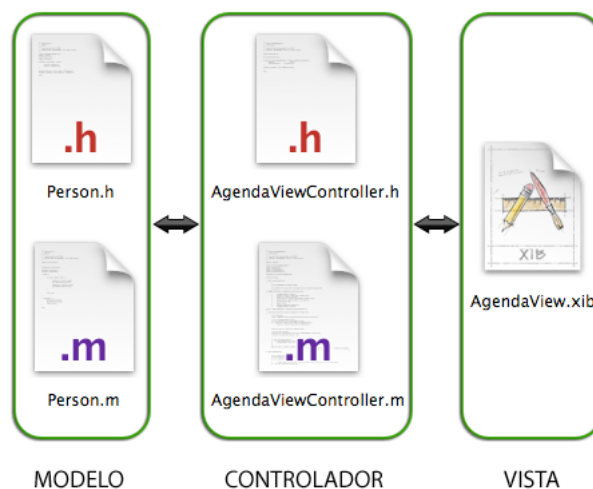 .h
Person.h
.m
Person.m
MODELO
.h
AgendaViewController.h
.m
AgendaViewController.m
CONTROLADOR
XIB
AgendaView.xib
VISTA